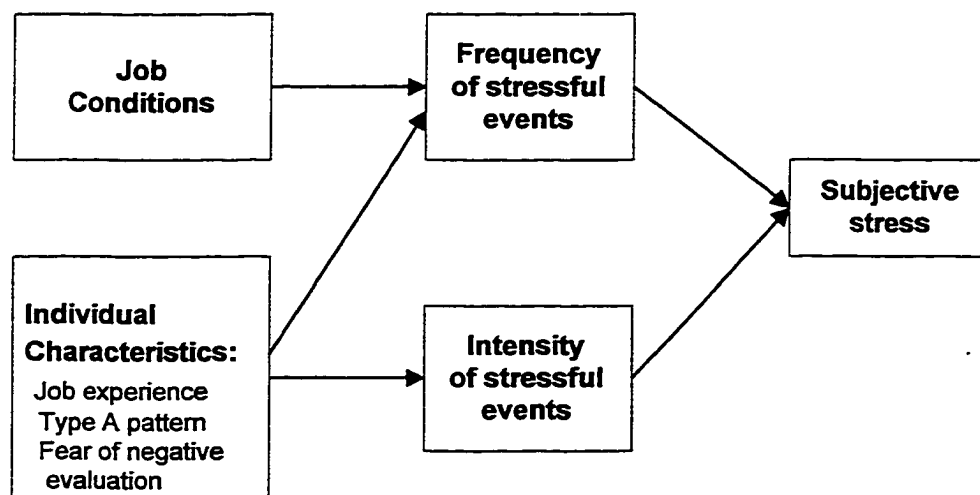 Job
Conditions
Frequency
of stressful
events
Subjective
stress
Individual
Characteristics:
Job experience
Type A pattern
Fear of negative
evaluation
Intensity
of stressful
events